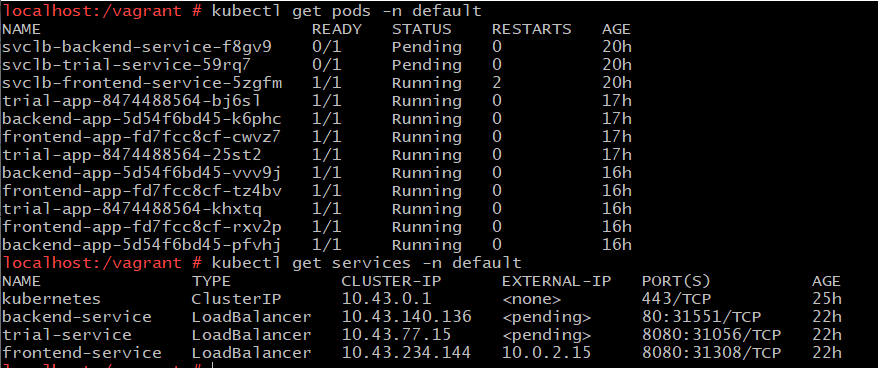 localhost:/vagrant # kubectl get pods -n default
NAME READY STATUS RESTARTS AGE
svclb-backend-service-f8gv9 0/1 Pending 0 20h
svclb-trial-service-59rq7 0/1 Pending 0 20h
svclb-frontend-service-5zgfm 1/1 Running 2 20h
trial-app-8474488564-bj6sl 1/1 Running 0 17h
backend-app-5d54f6bd45-k6phc 1/1 Running 0 17h
frontend-app-fd7fcc8cf-cwvz7 1/1 Running 0 17h
trial-app-8474488564-25st2 1/1 Running 0 17h
backend-app-5d54f6bd45-vvv9j 1/1 Running 0 16h
frontend-app-fd7fcc8cf-tz4bv 1/1 Running 0 16h
trial-app-8474488564-khxtq 1/1 Running 0 16h
frontend-app-fd7fcc8cf-rxv2p 1/1 Running 0 16h
backend-app-5d54f6bd45-pfvhj 1/1 Running 0 16h
localhost:/vagrant # kubectl get services -n default
NAME TYPE CLUSTER-IP EXTERNAL-IP PORT(S) AGE
kubernetes ClusterIP 10.43.0.1 <none> 443/TCP 25h
backend-service LoadBalancer 10.43.140.136 <pending> 80:31551/TCP 22h
trial-service LoadBalancer 10.43.77.15 <pending> 8080:31056/TCP 22h
frontend-service LoadBalancer 10.43.234.144 10.0.2.15 8080:31308/TCP 22h
localhost:/vagrant #